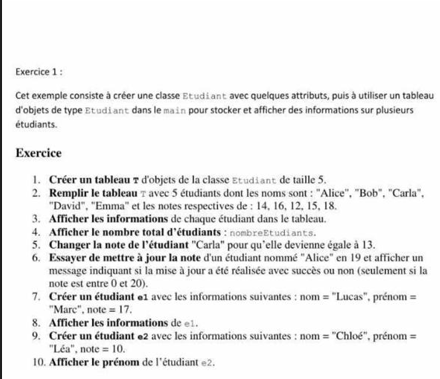 Exercice 1 :
Cet exemple consiste à créer une classe Etudiant avec quelques attributs, puis à utiliser un tableau
d'objets de type Etudiant dans le main pour stocker et afficher des informations sur plusieurs
étudiants.
Exercice
1. Créer un tableau T d'objets de la classe Etudiant de taille 5.
2. Remplir le tableau T avec 5 étudiants dont les noms sont : "Alice", "Bob", "Carla",
"David", "Emma" et les notes respectives de : 14, 16, 12, 15, 18.
3. Afficher les informations de chaque étudiant dans le tableau.
4. Afficher le nombre total d'étudiants : nombreEtudiants.
5. Changer la note de l'étudiant "Carla" pour qu'elle devienne égale à 13.
6. Essayer de mettre à jour la note d'un étudiant nommé "Alice" en 19 et afficher un
message indiquant si la mise à jour a été réalisée avec succès ou non (seulement si la
note est entre 0 et 20).
7. Créer un étudiant e1 avec les informations suivantes : nom = "Lucas", prénom =
"Marc", note = 17.
8. Afficher les informations de e1.
9. Créer un étudiant e2 avec les informations suivantes : nom = "Chloé", prénom =
"Léa", note = 10.
10. Afficher le prénom de l'étudiant e2.